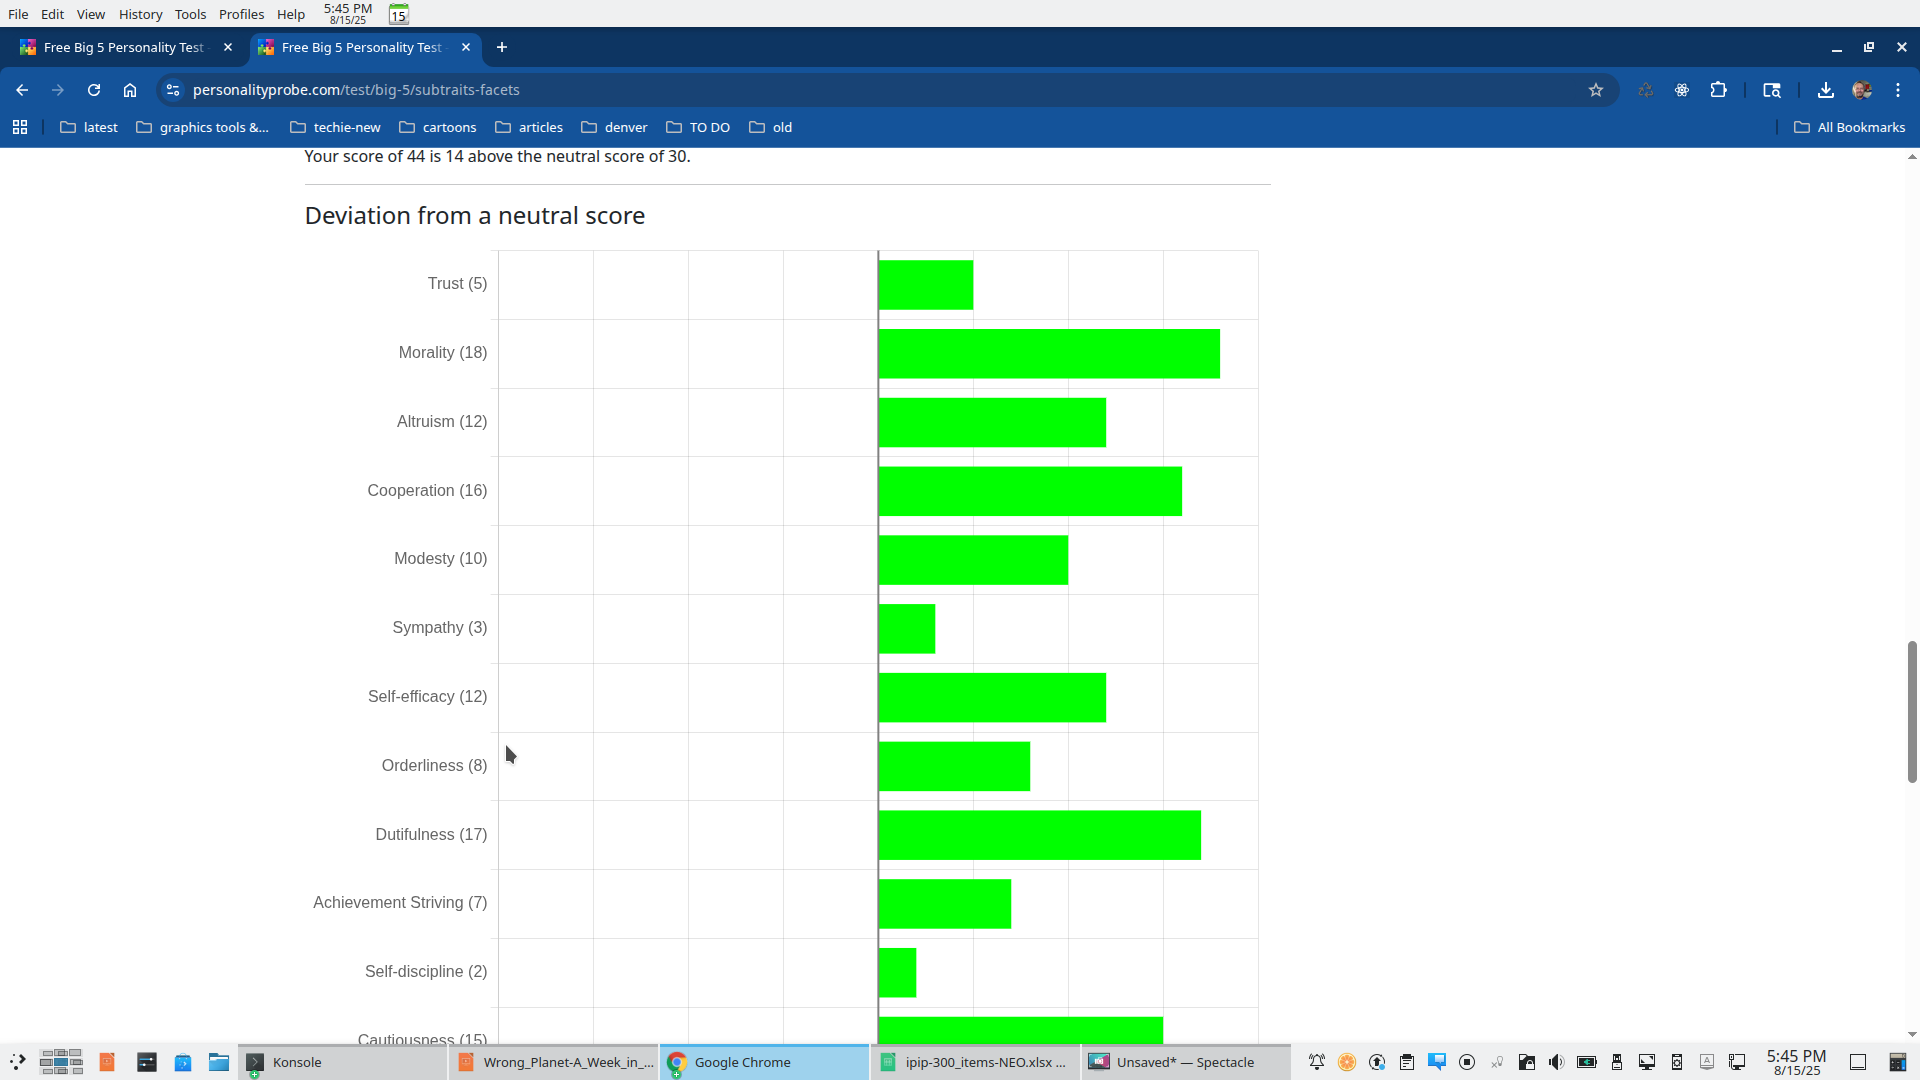 File Edit View History Tools Profiles Help 5:45 PM
8/15/25 15
Free Big 5 Personality Test Free Big 5 Personality Test
personalityprobe.com/test/big-5/subtraits-facets
latest graphics tools &... techie-new cartoons articles denver TO DO old All Bookmarks
Your score of 44 is 14 above the neutral score of 30.
Deviation from a neutral score
Trust (5)
Morality (18)
Altruism (12)
Cooperation (16)
Modesty (10)
Sympathy (3)
Self-efficacy (12)
Orderliness (8)
Dutifulness (17)
Achievement Striving (7)
Self-discipline (2)
Cautiousness (15)
Konsole Wrong_Planet-A_Week_in_... Google Chrome ipip-300_items-NEO.xlsx ... Unsaved* — Spectacle A 5:45 PM
8/15/25